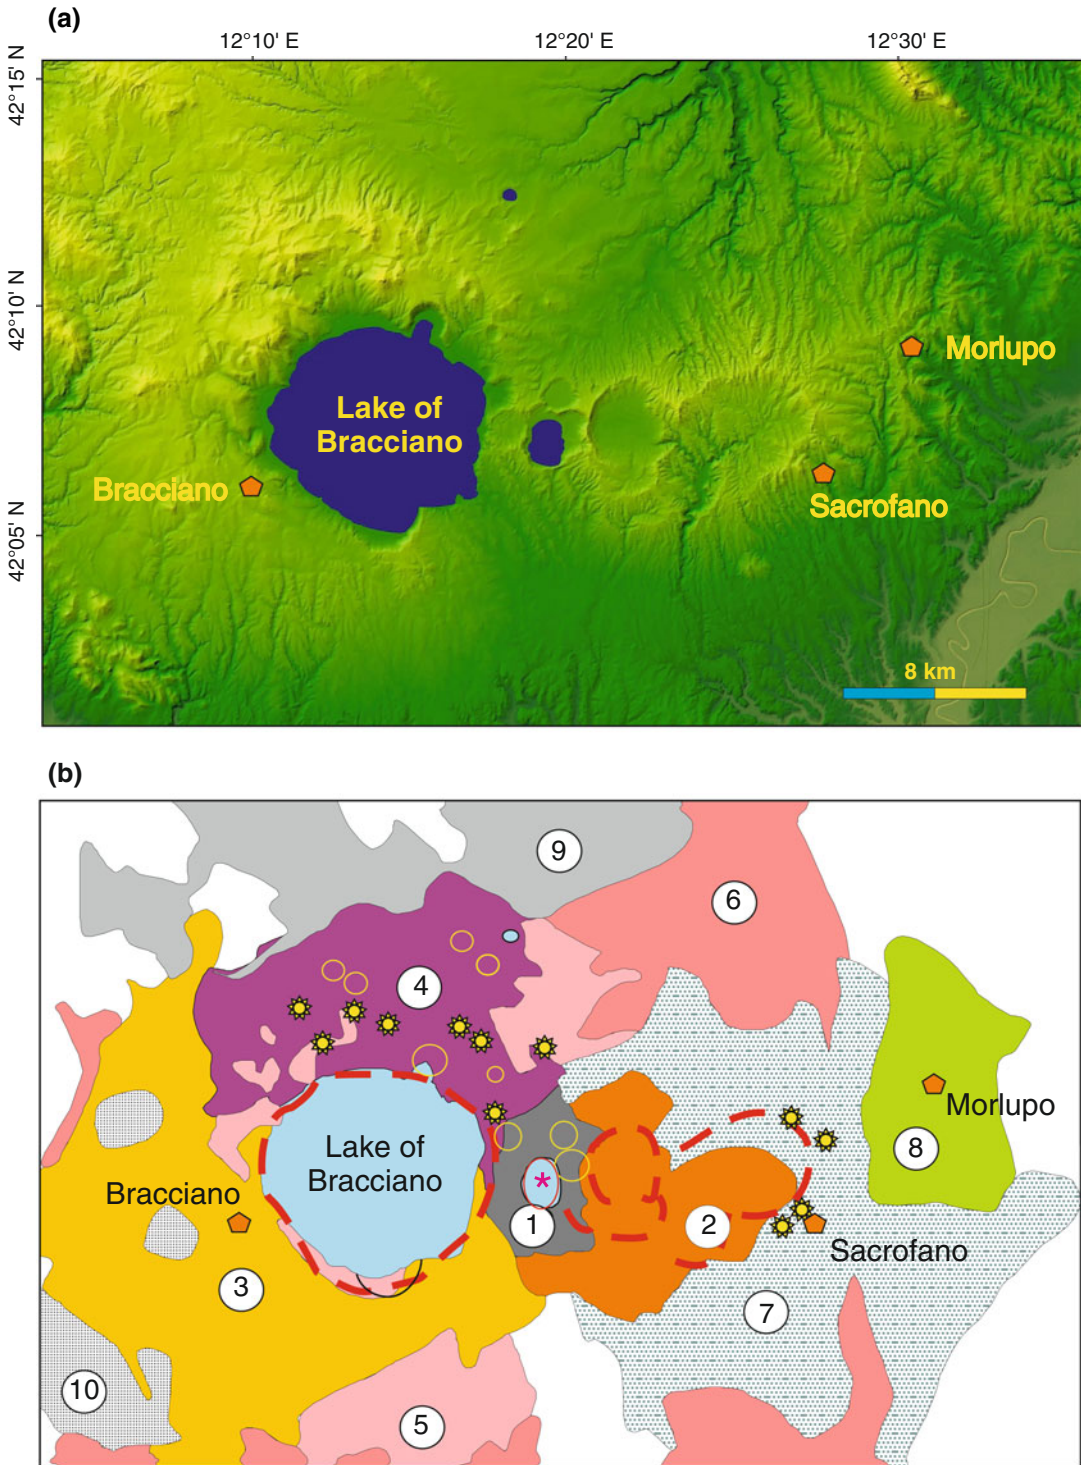 (a)
12°10' E
12°20' E
12°30' E
42°15' N
42°10' N
42°05' N
Morlupo
Lake of
Bracciano
Bracciano
Sacrofano
8 km
(b)
9
6
4
Morlupo
Lake of
Bracciano
8
Bracciano
*
1
2
Sacrofano
3
7
10
5